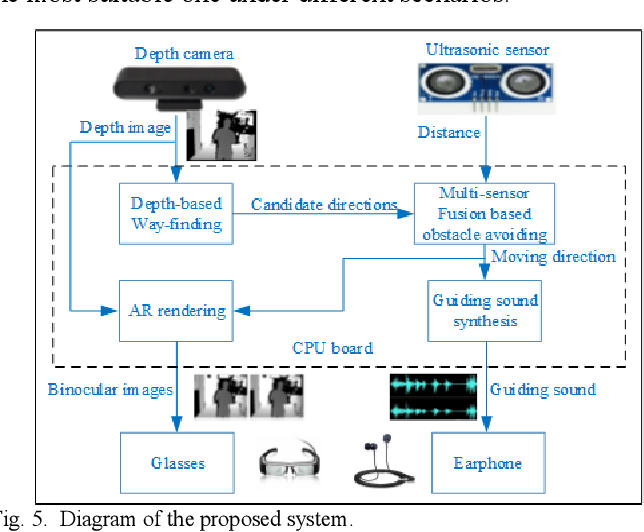 most suitable one under different scenarios.
Depth camera
Ultrasonic sensor
Depth image
Distance
Depth-based
Way-finding
Candidate directions
Multi-sensor
Fusion based
obstacle avoiding
Moving direction
AR rendering
Guiding sound
synthesis
CPU board
Binocular images
Guiding sound
Glasses
Earphone
Fig. 5. Diagram of the proposed system.